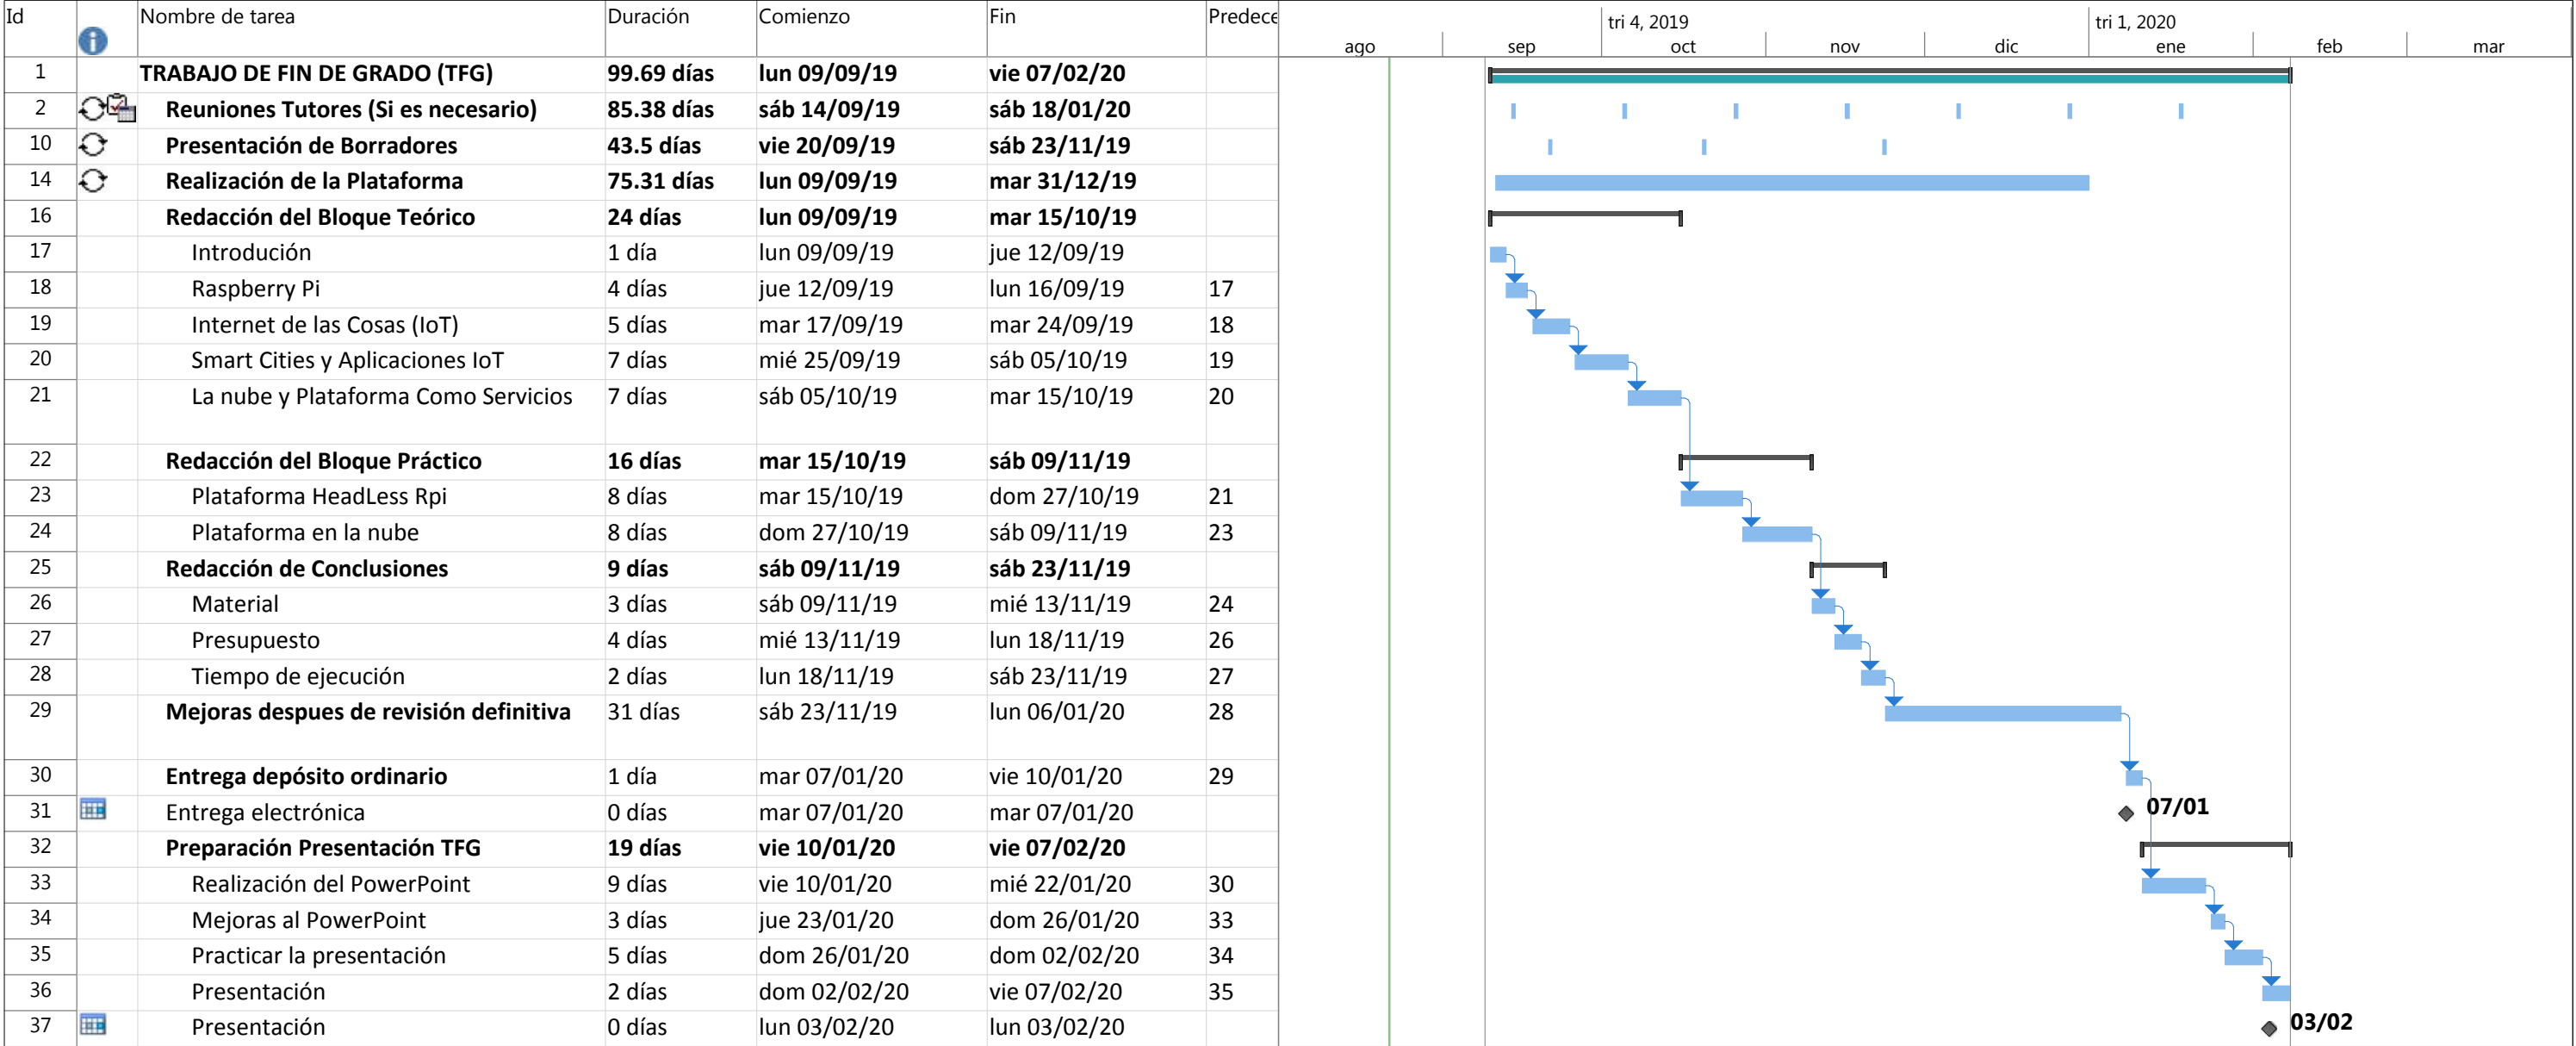 Id Nombre de tarea Duración Comienzo Fin Predece
tri 4, 2019 tri 1, 2020
ago sep oct nov dic ene feb mar
1 TRABAJO DE FIN DE GRADO (TFG) 99.69 días lun 09/09/19 vie 07/02/20
2 Reuniones Tutores (Si es necesario) 85.38 días sáb 14/09/19 sáb 18/01/20
10 Presentación de Borradores 43.5 días vie 20/09/19 sáb 23/11/19
14 Realización de la Plataforma 75.31 días lun 09/09/19 mar 31/12/19
16 Redacción del Bloque Teórico 24 días lun 09/09/19 mar 15/10/19
17 Introdución 1 día lun 09/09/19 jue 12/09/19
18 Raspberry Pi 4 días jue 12/09/19 lun 16/09/19 17
19 Internet de las Cosas (IoT) 5 días mar 17/09/19 mar 24/09/19 18
20 Smart Cities y Aplicaciones IoT 7 días mié 25/09/19 sáb 05/10/19 19
21 La nube y Plataforma Como Servicios 7 días sáb 05/10/19 mar 15/10/19 20
22 Redacción del Bloque Práctico 16 días mar 15/10/19 sáb 09/11/19
23 Plataforma HeadLess Rpi 8 días mar 15/10/19 dom 27/10/19 21
24 Plataforma en la nube 8 días dom 27/10/19 sáb 09/11/19 23
25 Redacción de Conclusiones 9 días sáb 09/11/19 sáb 23/11/19
26 Material 3 días sáb 09/11/19 mié 13/11/19 24
27 Presupuesto 4 días mié 13/11/19 lun 18/11/19 26
28 Tiempo de ejecución 2 días lun 18/11/19 sáb 23/11/19 27
29 Mejoras despues de revisión definitiva 31 días sáb 23/11/19 lun 06/01/20 28
30 Entrega depósito ordinario 1 día mar 07/01/20 vie 10/01/20 29
31 Entrega electrónica 0 días mar 07/01/20 mar 07/01/20 07/01
32 Preparación Presentación TFG 19 días vie 10/01/20 vie 07/02/20
33 Realización del PowerPoint 9 días vie 10/01/20 mié 22/01/20 30
34 Mejoras al PowerPoint 3 días jue 23/01/20 dom 26/01/20 33
35 Practicar la presentación 5 días dom 26/01/20 dom 02/02/20 34
36 Presentación 2 días dom 02/02/20 vie 07/02/20 35
37 Presentación 0 días lun 03/02/20 lun 03/02/20 03/02